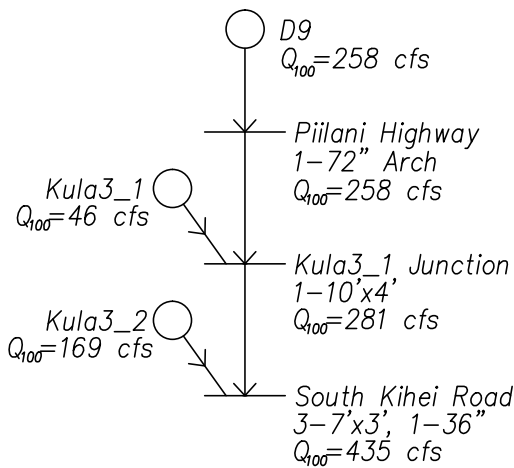 D9
Q100=258 cfs
Piilani Highway
1-72" Arch
Q100=258 cfs
Kula3_1
Q100=46 cfs
Kula3_1 Junction
1-10'x4'
Q100=281 cfs
Kula3_2
Q100=169 cfs
South Kihei Road
3-7'x3', 1-36"
Q100=435 cfs